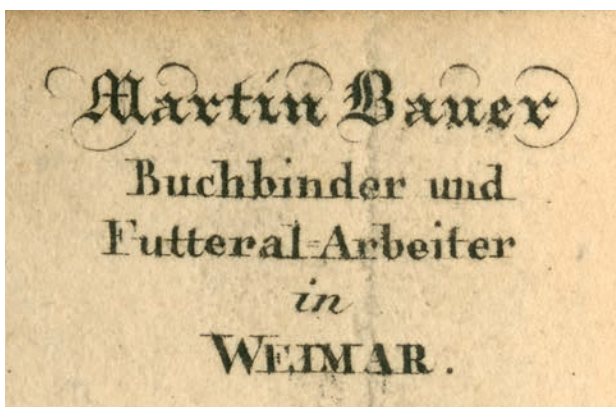 Martin Bauer
Buchbinder und
Futteral=Arbeiter
in
WEIMAR.